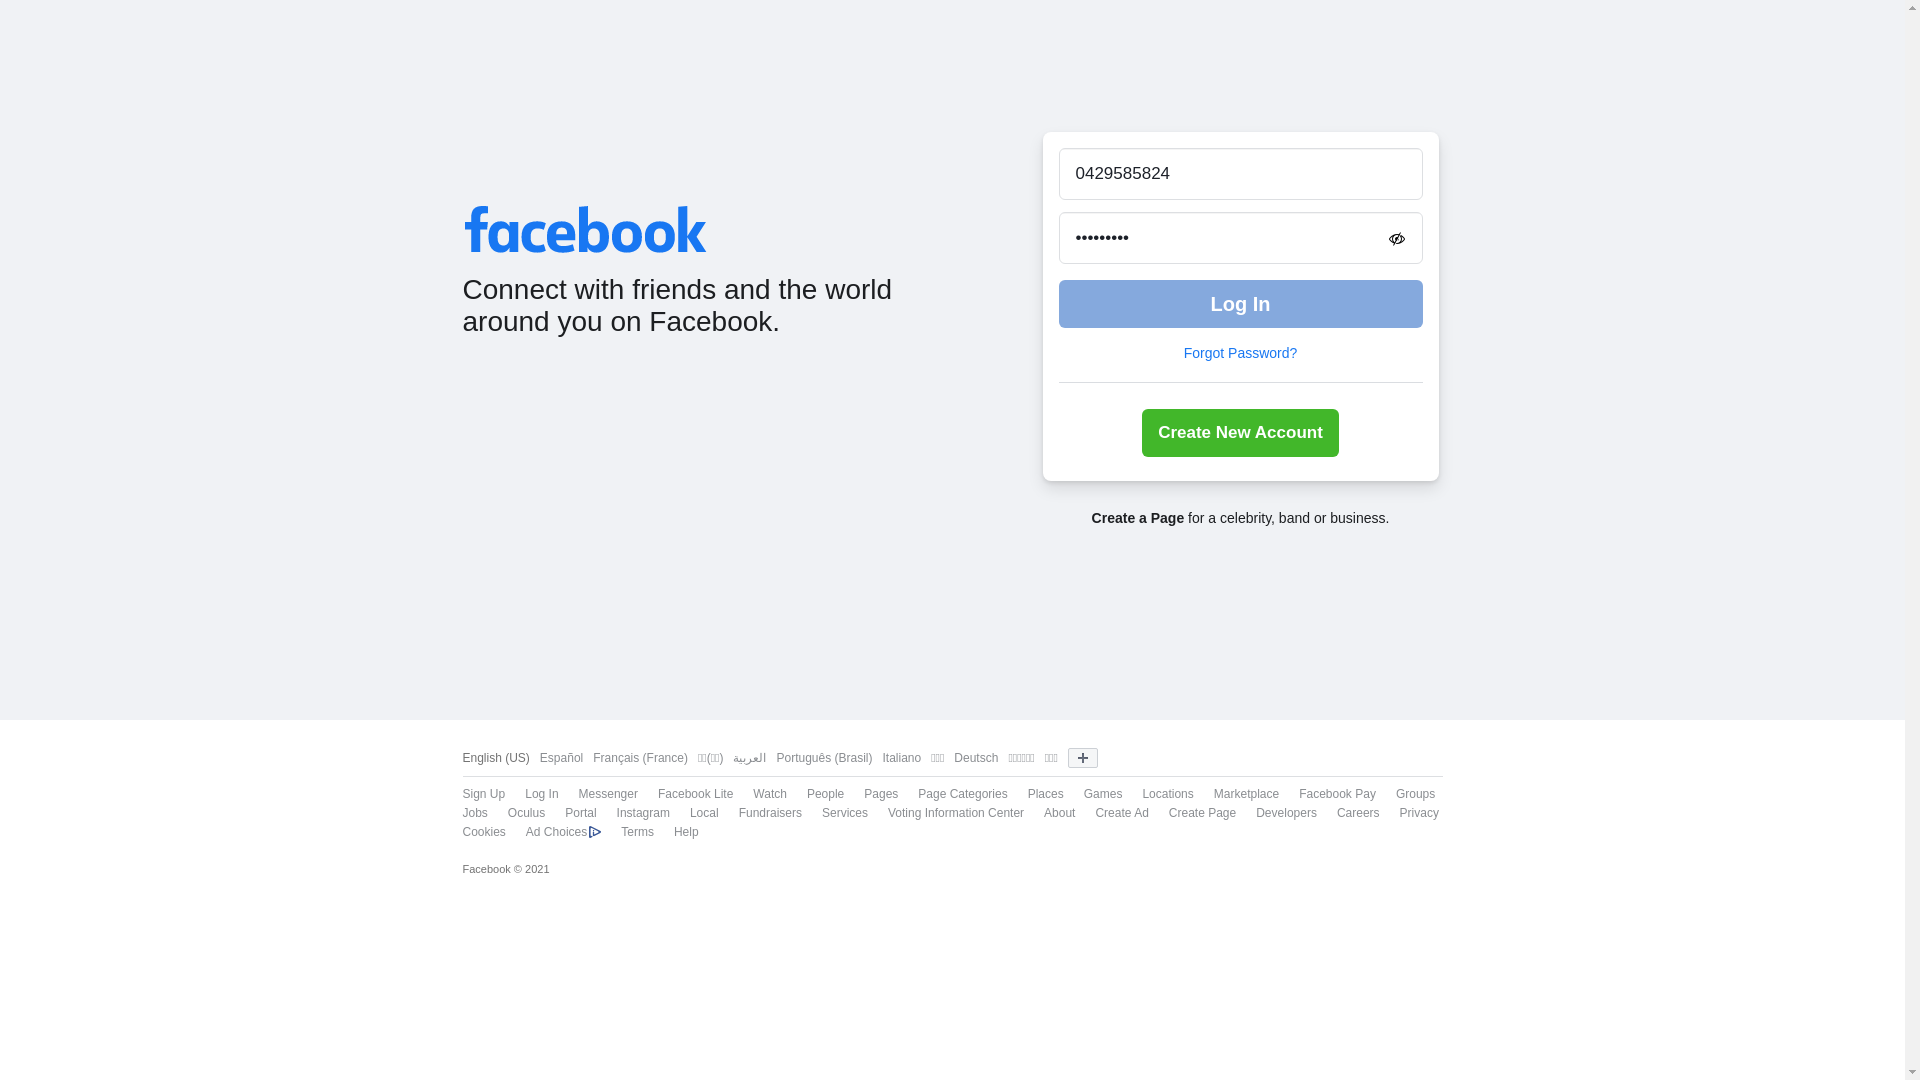 facebook
Connect with friends and the world
around you on Facebook.
0429585824
•••••••••
Log In
Forgot Password?
Create New Account
Create a Page for a celebrity, band or business.
English (US) Español Français (France) العربية Português (Brasil) Italiano Deutsch
Sign Up Log In Messenger Facebook Lite Watch People Pages Page Categories Places Games Locations Marketplace Facebook Pay Groups
Jobs Oculus Portal Instagram Local Fundraisers Services Voting Information Center About Create Ad Create Page Developers Careers Privacy
Cookies Ad Choices Terms Help
Facebook © 2021